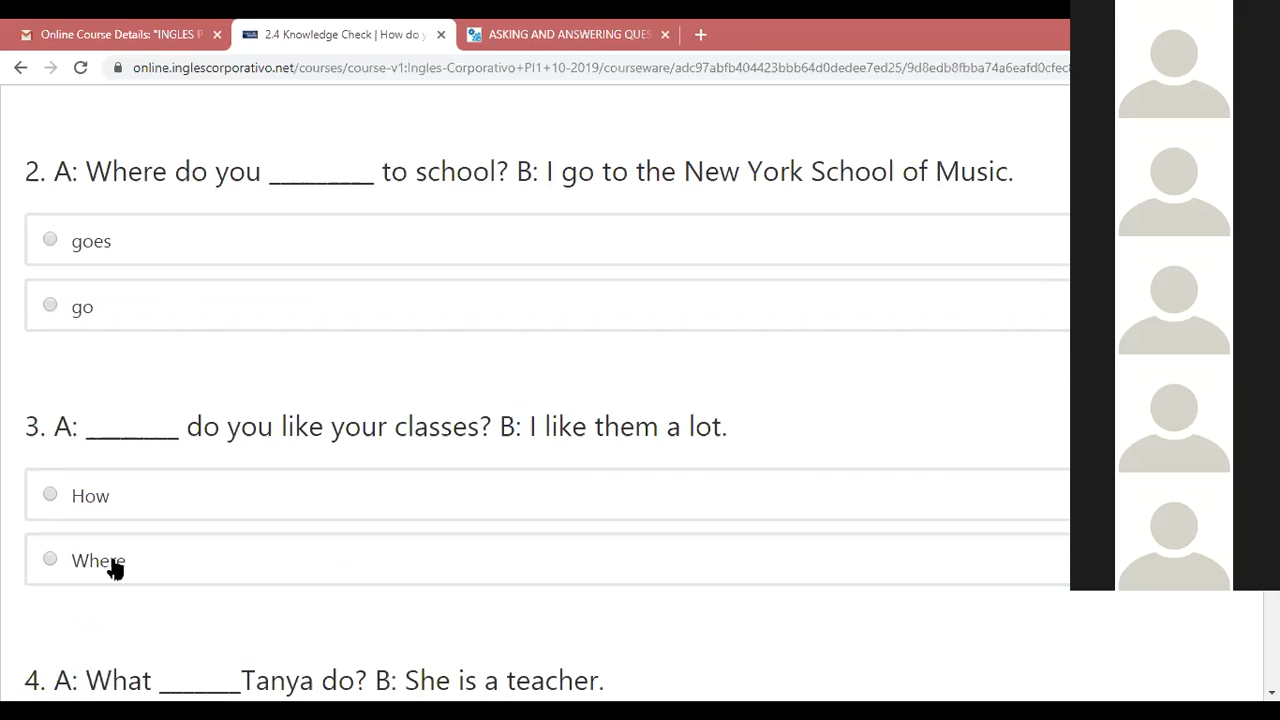 Online Course Details: "INGLES P
2.4 Knowledge Check | How do y
ASKING AND ANSWERING QUES
online.inglescorporativo.net/courses/course-v1:Ingles-Corporativo+PI1+10-2019/courseware/adc97abfb404423bbb64d0dedee7ed25/9d8edb8fbba74a6eafd0cfec8
2. A: Where do you _________ to school? B: I go to the New York School of Music.
goes
go
3. A: ________ do you like your classes? B: I like them a lot.
How
Where
4. A: What _______Tanya do? B: She is a teacher.